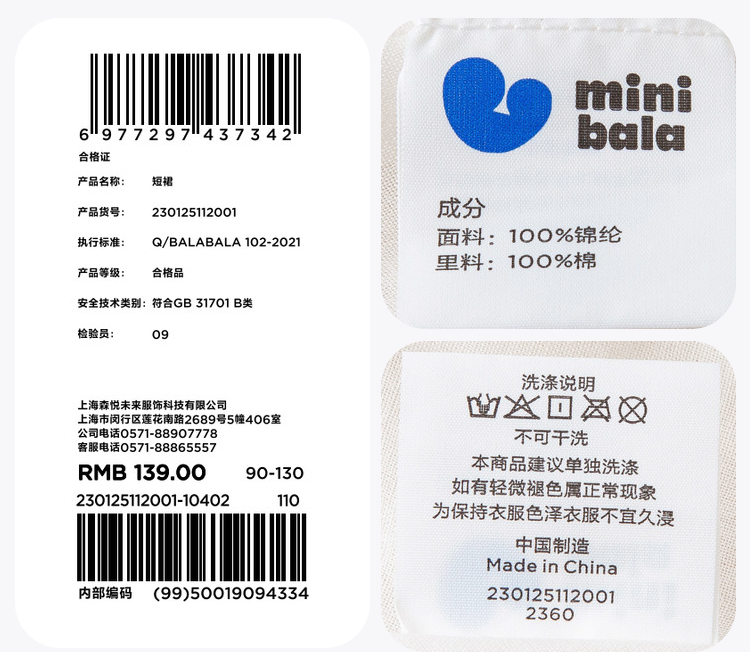 6 977297 437342
合格证
产品名称： 短裙
产品货号： 230125112001
执行标准： Q/BALABALA 102-2021
产品等级： 合格品
安全技术类别： 符合GB 31701 B类
检验员： 09
上海森悦未来服饰科技有限公司
上海市闵行区莲花南路2689号5幢406室
公司电话0571-88907778
客服电话0571-88865557
RMB 139.00 90-130
230125112001-10402 110
内部编码 (99)50019094334
mini
bala
成分
面料：100%锦纶
里料：100%棉
洗涤说明
不可干洗
本商品建议单独洗涤
如有轻微褪色属正常现象
为保持衣服色泽衣服不宜久浸
中国制造
Made in China
230125112001
2360